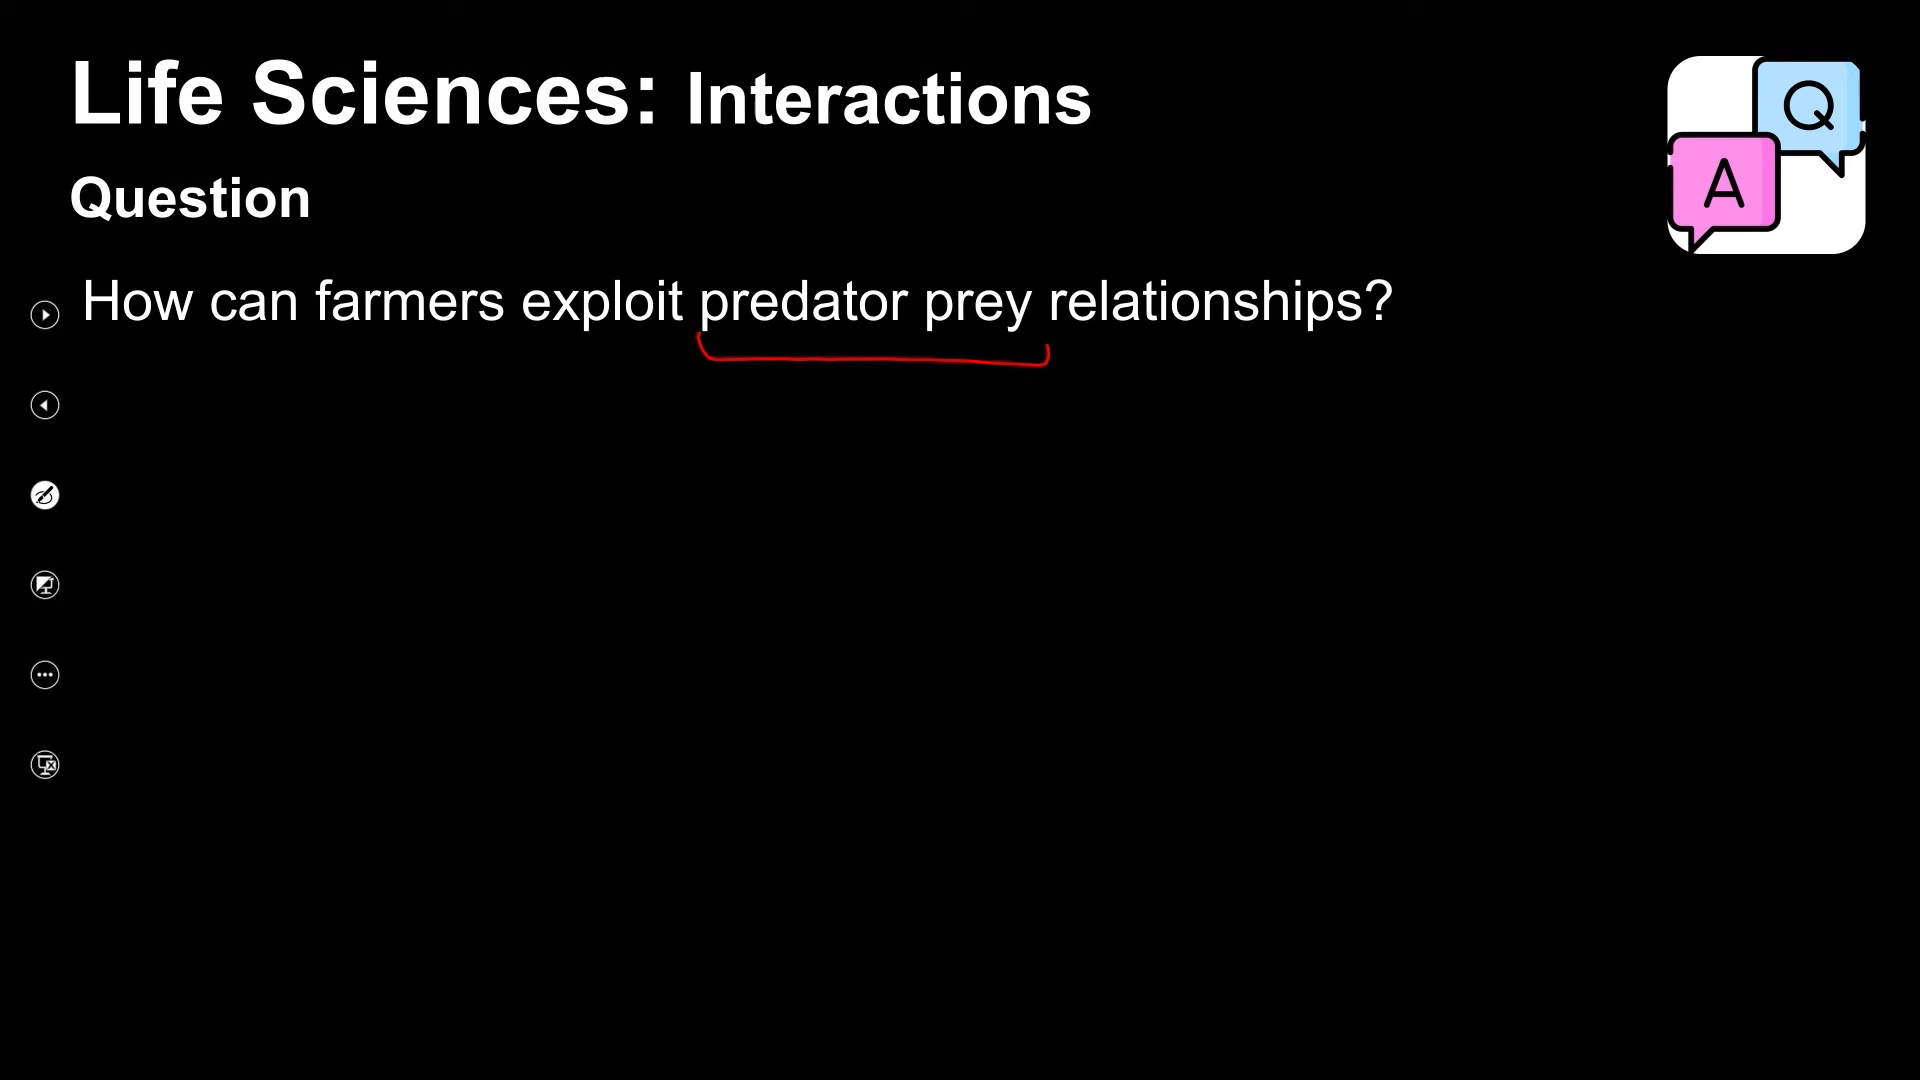 Life Sciences: Interactions
Q
A
Question
How can farmers exploit predator prey relationships?